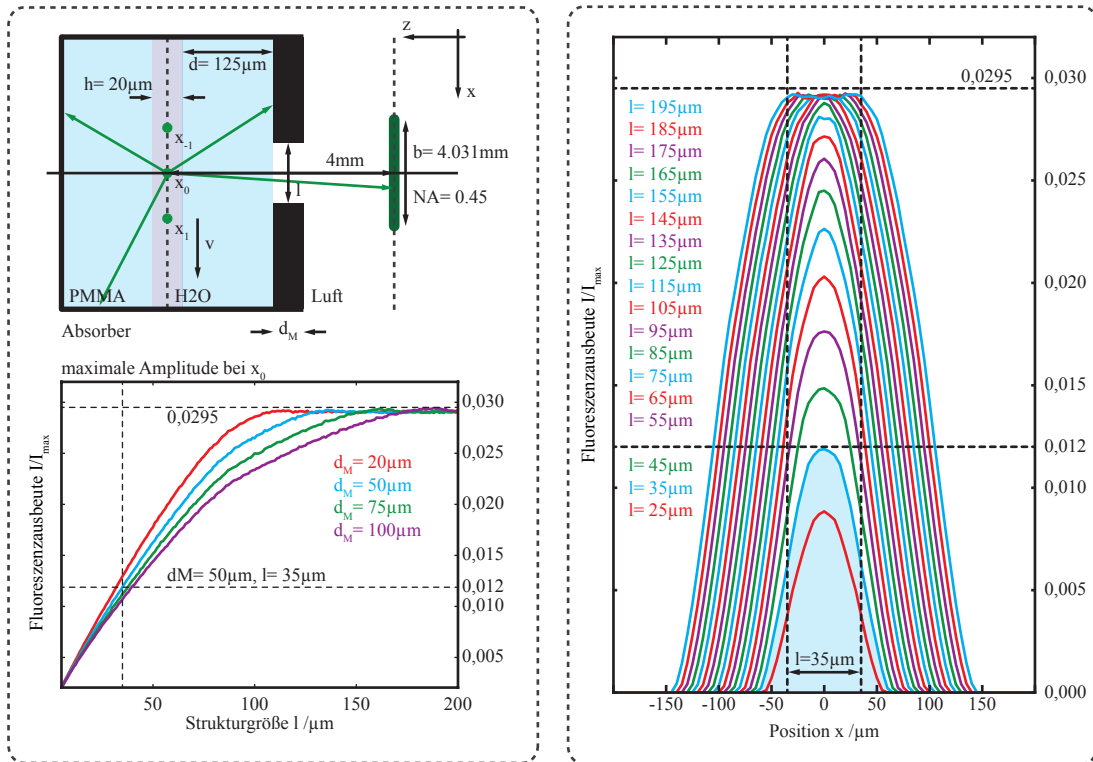 z
x
d= 125µm
h= 20µm
x-1
x0
x1
v
4mm
l
b= 4.031mm
NA= 0.45
PMMA
H2O
Luft
Absorber
dM
maximale Amplitude bei x0
Fluoreszenzausbeute I/Imax
0,0295
dM= 20µm
dM= 50µm
dM= 75µm
dM= 100µm
dM= 50µm, l= 35µm
0,030
0,025
0,020
0,015
0,012
0,010
0,005
50
100
150
200
Strukturgröße l /µm
Fluoreszenzausbeute I/Imax
0,0295
l= 195µm
l= 185µm
l= 175µm
l= 165µm
l= 155µm
l= 145µm
l= 135µm
l= 125µm
l= 115µm
l= 105µm
l= 95µm
l= 85µm
l= 75µm
l= 65µm
l= 55µm
l= 45µm
l= 35µm
l= 25µm
l=35µm
0,030
0,025
0,020
0,015
0,012
0,010
0,005
0,000
-150
-100
-50
0
50
100
150
Position x /µm